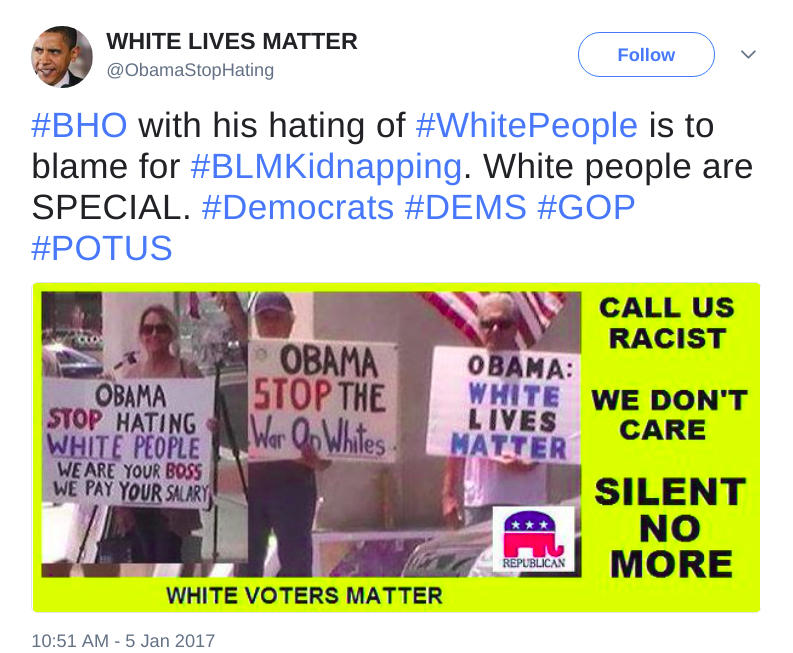 WHITE LIVES MATTER
@ObamaStopHating
Follow
#BHO with his hating of #WhitePeople is to
blame for #BLMKidnapping. White people are
SPECIAL. #Democrats #DEMS #GOP
#POTUS
OBAMA
STOP HATING
WHITE PEOPLE
WE ARE YOUR BOSS
WE PAY YOUR SALARY
OBAMA
STOP THE
War On Whites
OBAMA:
WHITE
LIVES
MATTER
REPUBLICAN
CALL US
RACIST
WE DON'T
CARE
SILENT
NO
MORE
WHITE VOTERS MATTER
10:51 AM - 5 Jan 2017